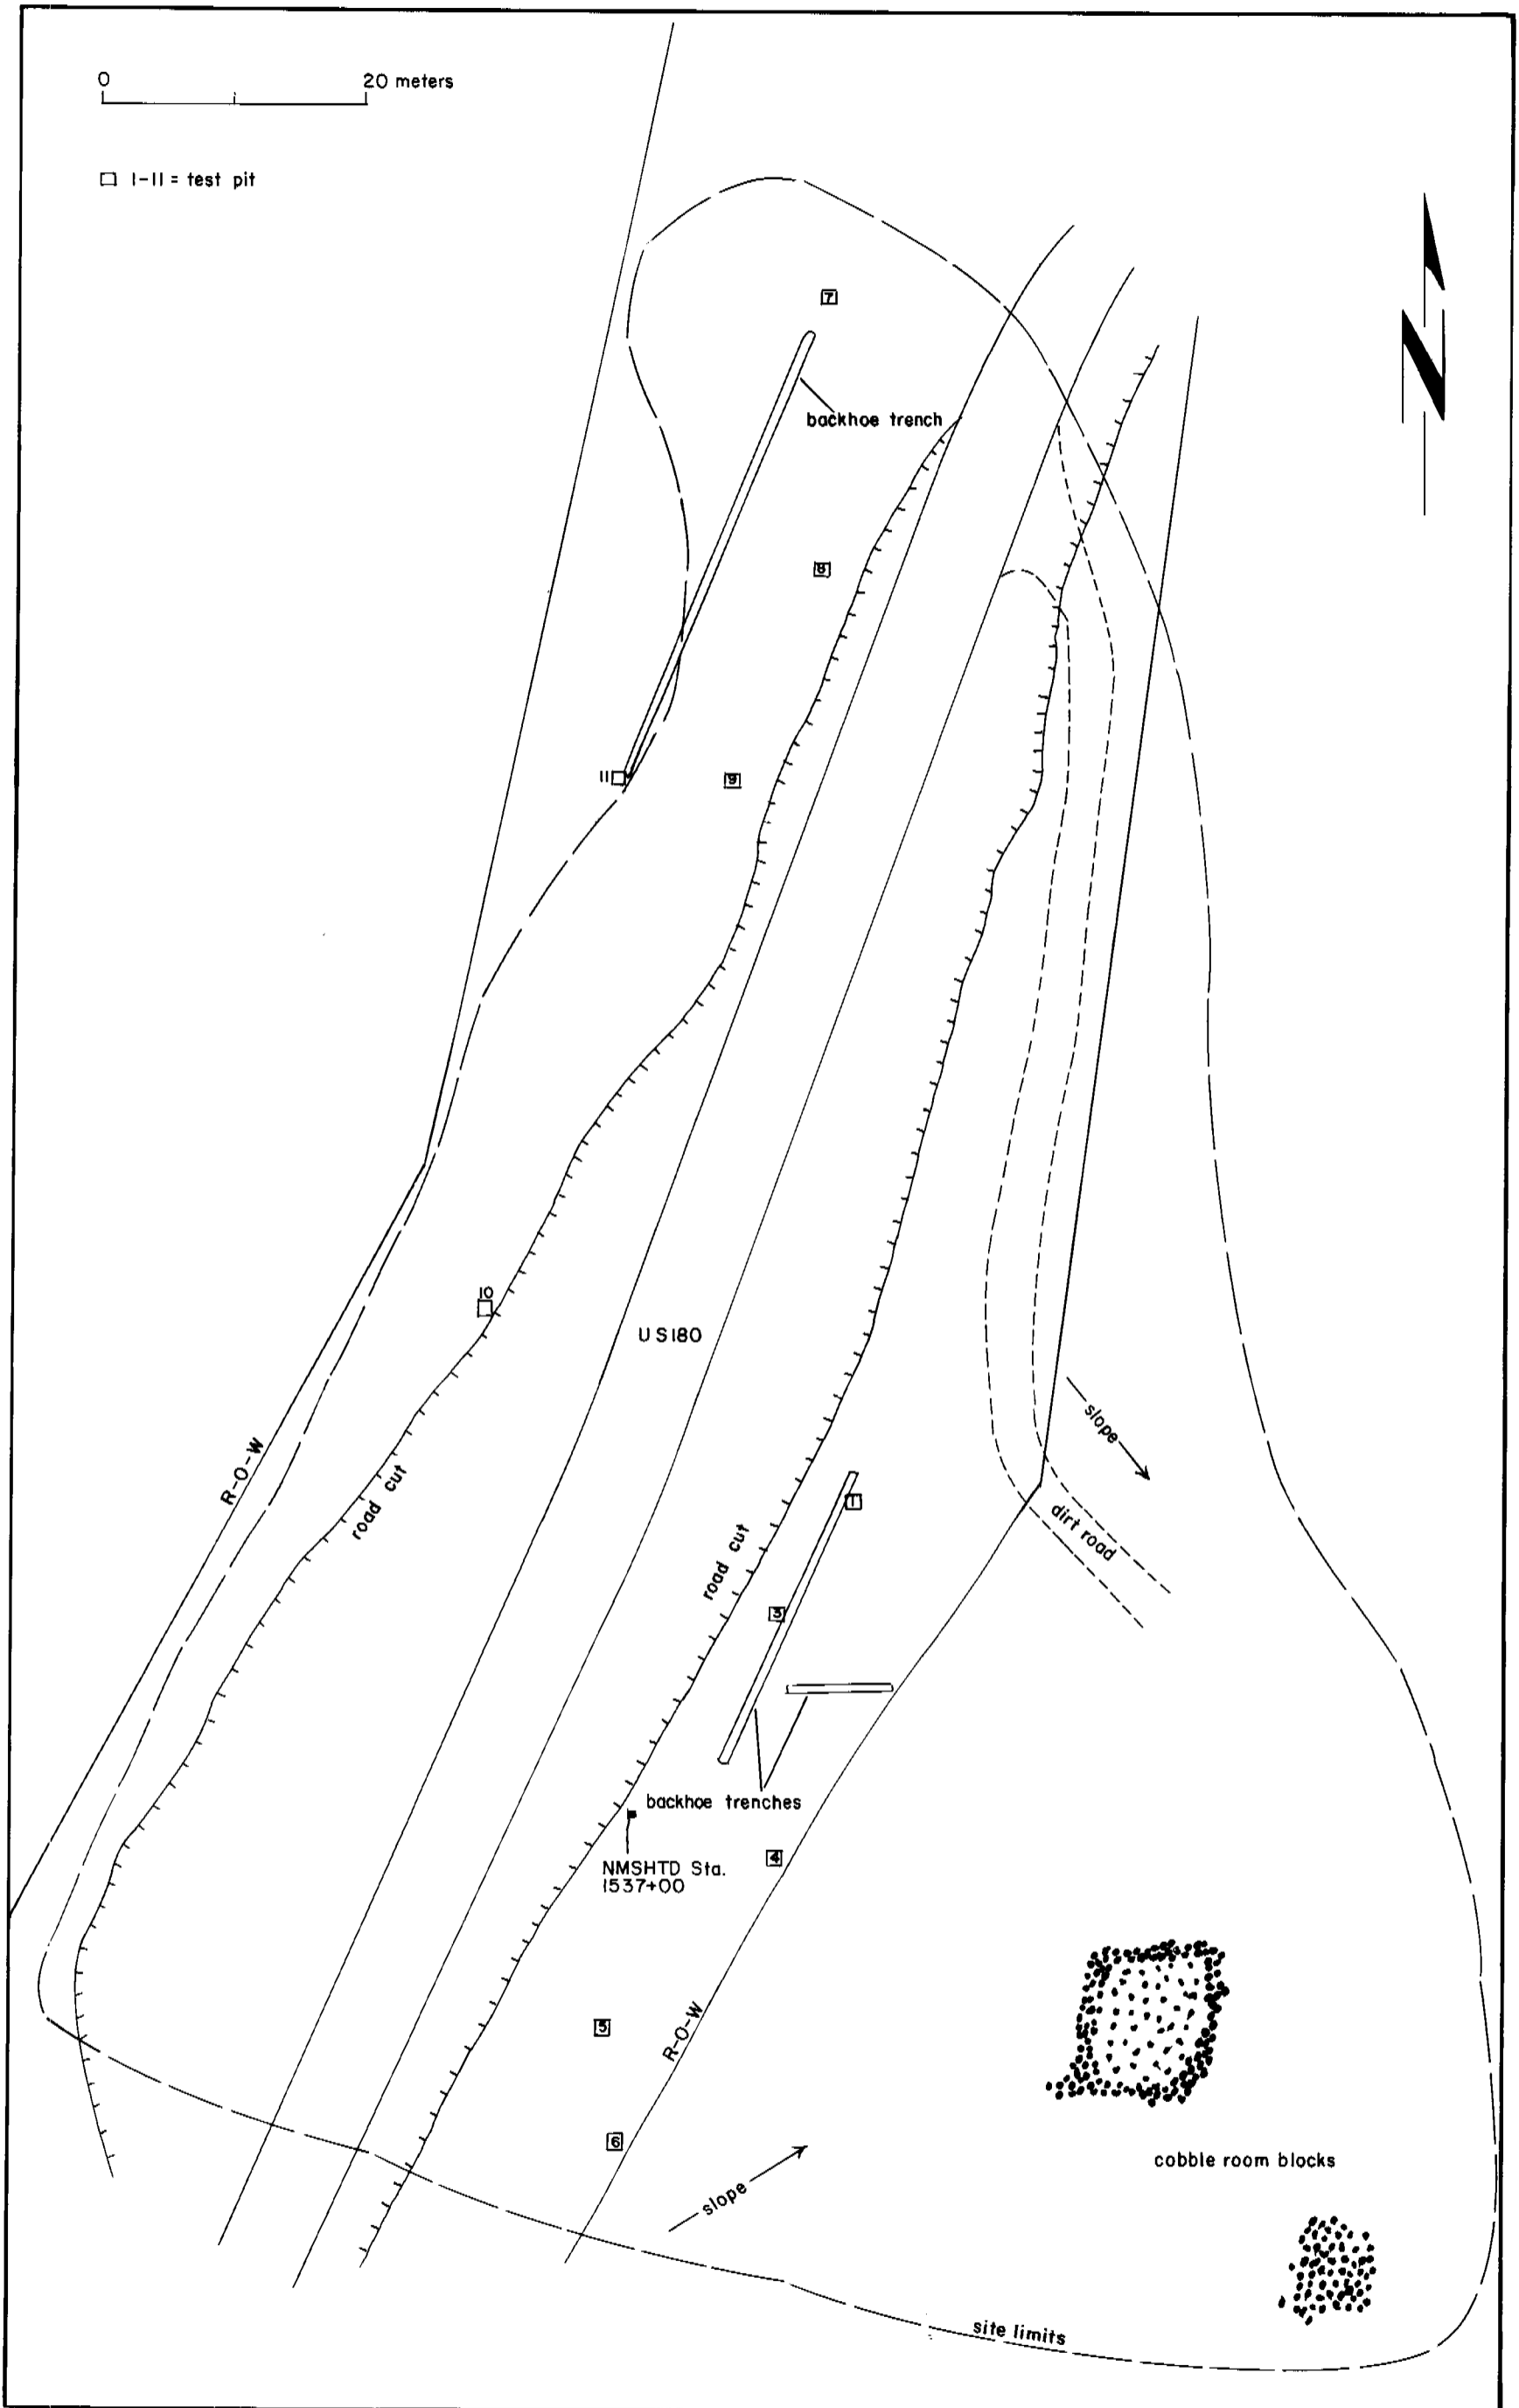 0 20 meters
1-11 = test pit
N
7
backhoe trench
8
11
9
10
US180
R-O-W
road cut
slope
1
dirt road
road cut
3
backhoe trenches
NMSHTD Sta.
1537+00
4
5
R-O-W
6
slope
cobble room blocks
site limits